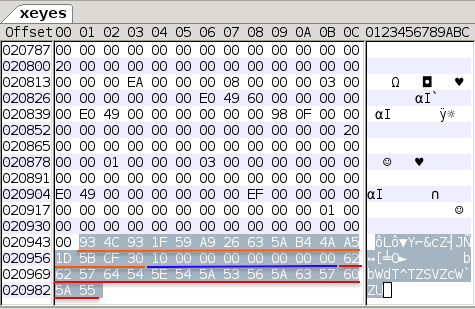 xeyes
Offset 00 01 02 03 04 05 06 07 08 09 0A 0B 0C 0123456789ABC
020787 00 00 00 00 00 00 00 00 00 00 00 00 00
020800 20 00 00 00 00 00 00 00 00 00 00 00 00
020813 00 00 00 EA 00 00 00 08 00 00 00 03 00 Ω ◘ ♥
020826 00 00 00 00 00 00 E0 49 60 00 00 00 00 αI`
020839 00 E0 49 00 00 00 00 00 00 98 0F 00 00 αI ÿ☼
020852 00 00 00 00 00 00 00 00 00 00 00 00 20
020865 00 00 00 00 00 00 00 00 00 00 00 00 00
020878 00 00 01 00 00 00 03 00 00 00 00 00 00 ☺ ♥
020891 00 00 00 00 00 00 00 00 00 00 00 00 00
020904 E0 49 00 00 00 00 00 00 EF 00 00 00 00 αI ∩
020917 00 00 00 00 00 00 00 00 00 00 00 01 00 ☺
020930 00 00 00 00 00 00 00 00 00 00 00 00 00
020943 00 93 4C 93 1F 59 A9 26 63 5A B4 4A A5 ôLô▼Y⌐&cZ┤JÑ
020956 1D 5B CF 30 10 00 00 00 00 00 00 00 62 ↔[╧0► b
020969 62 57 64 54 5E 54 5A 53 56 5A 63 57 60 bWdT^TZSVZcW`
020982 5A 55 ZU